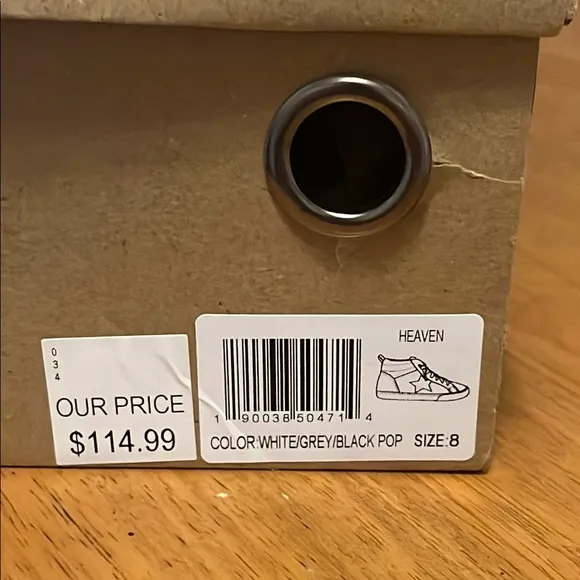 0
3
4
OUR PRICE
$114.99
HEAVEN
1 90038 50471 4
COLOR:WHITE/GREY/BLACK POP SIZE:8